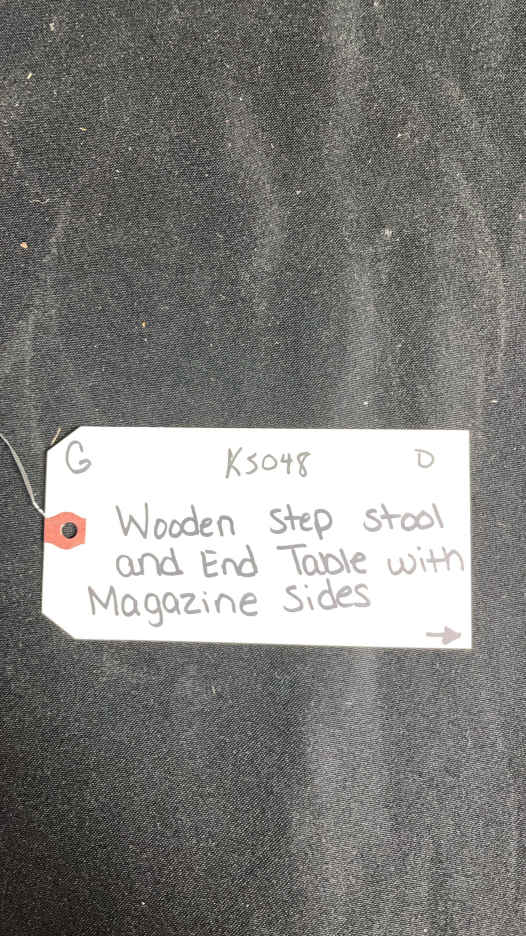 G KS048 D
Wooden Step stool
and End Table with
Magazine Sides
→